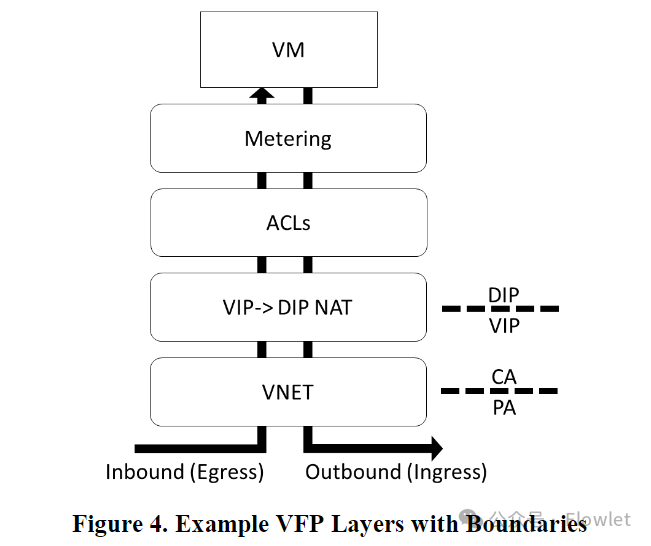 VM
Metering
ACLs
VIP-> DIP NAT
DIP
VIP
VNET
CA
PA
Inbound (Egress)
Outbound (Ingress)
Figure 4. Example VFP Layers with Boundaries
公众号 · Flowlet